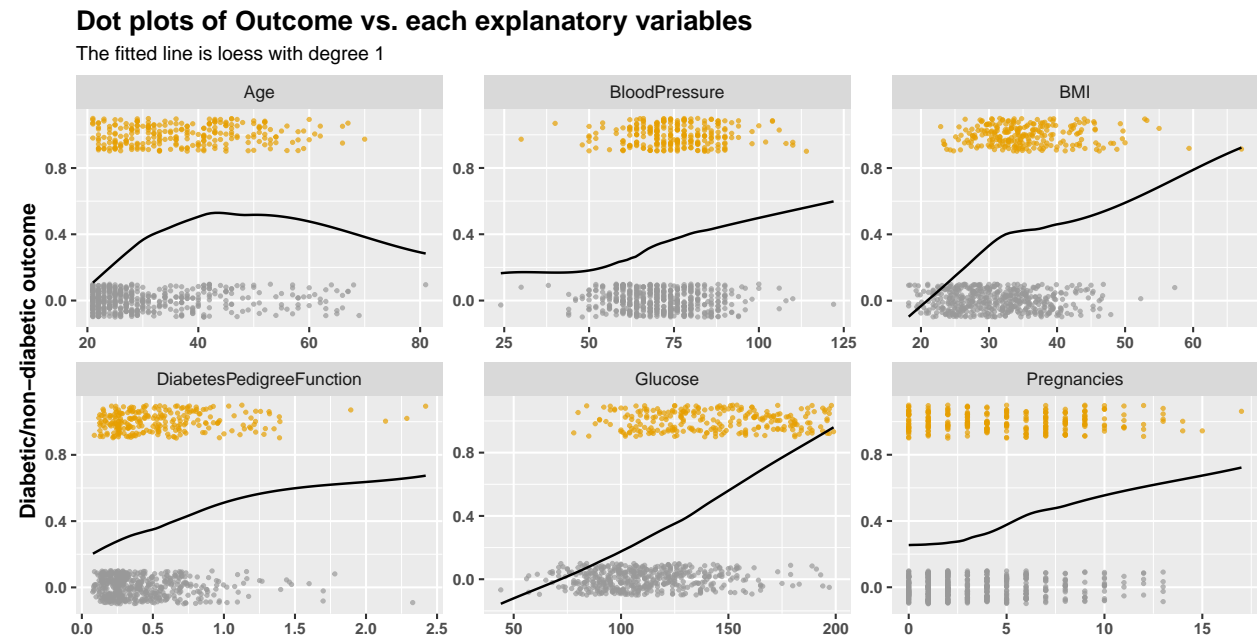 Dot plots of Outcome vs. each explanatory variables
The fitted line is loess with degree 1
Age
BloodPressure
BMI
0.8
0.4
0.0
20 40 60 80
0.8
0.4
0.0
25 50 75 100 125
0.8
0.4
0.0
20 30 40 50 60
Diabetic/non−diabetic outcome
DiabetesPedigreeFunction
Glucose
Pregnancies
0.8
0.4
0.0
0.0 0.5 1.0 1.5 2.0 2.5
0.8
0.4
0.0
50 100 150 200
0.8
0.4
0.0
0 5 10 15